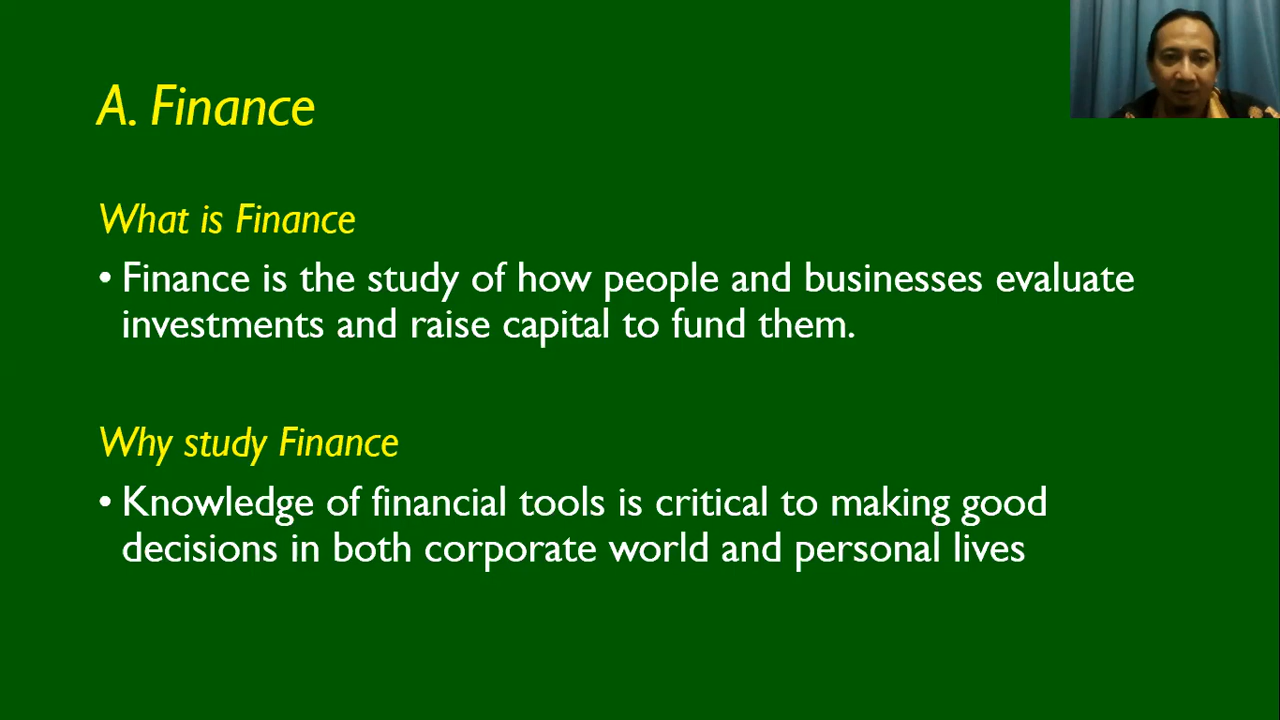 A. Finance
What is Finance
• Finance is the study of how people and businesses evaluate
investments and raise capital to fund them.
Why study Finance
• Knowledge of financial tools is critical to making good
decisions in both corporate world and personal lives